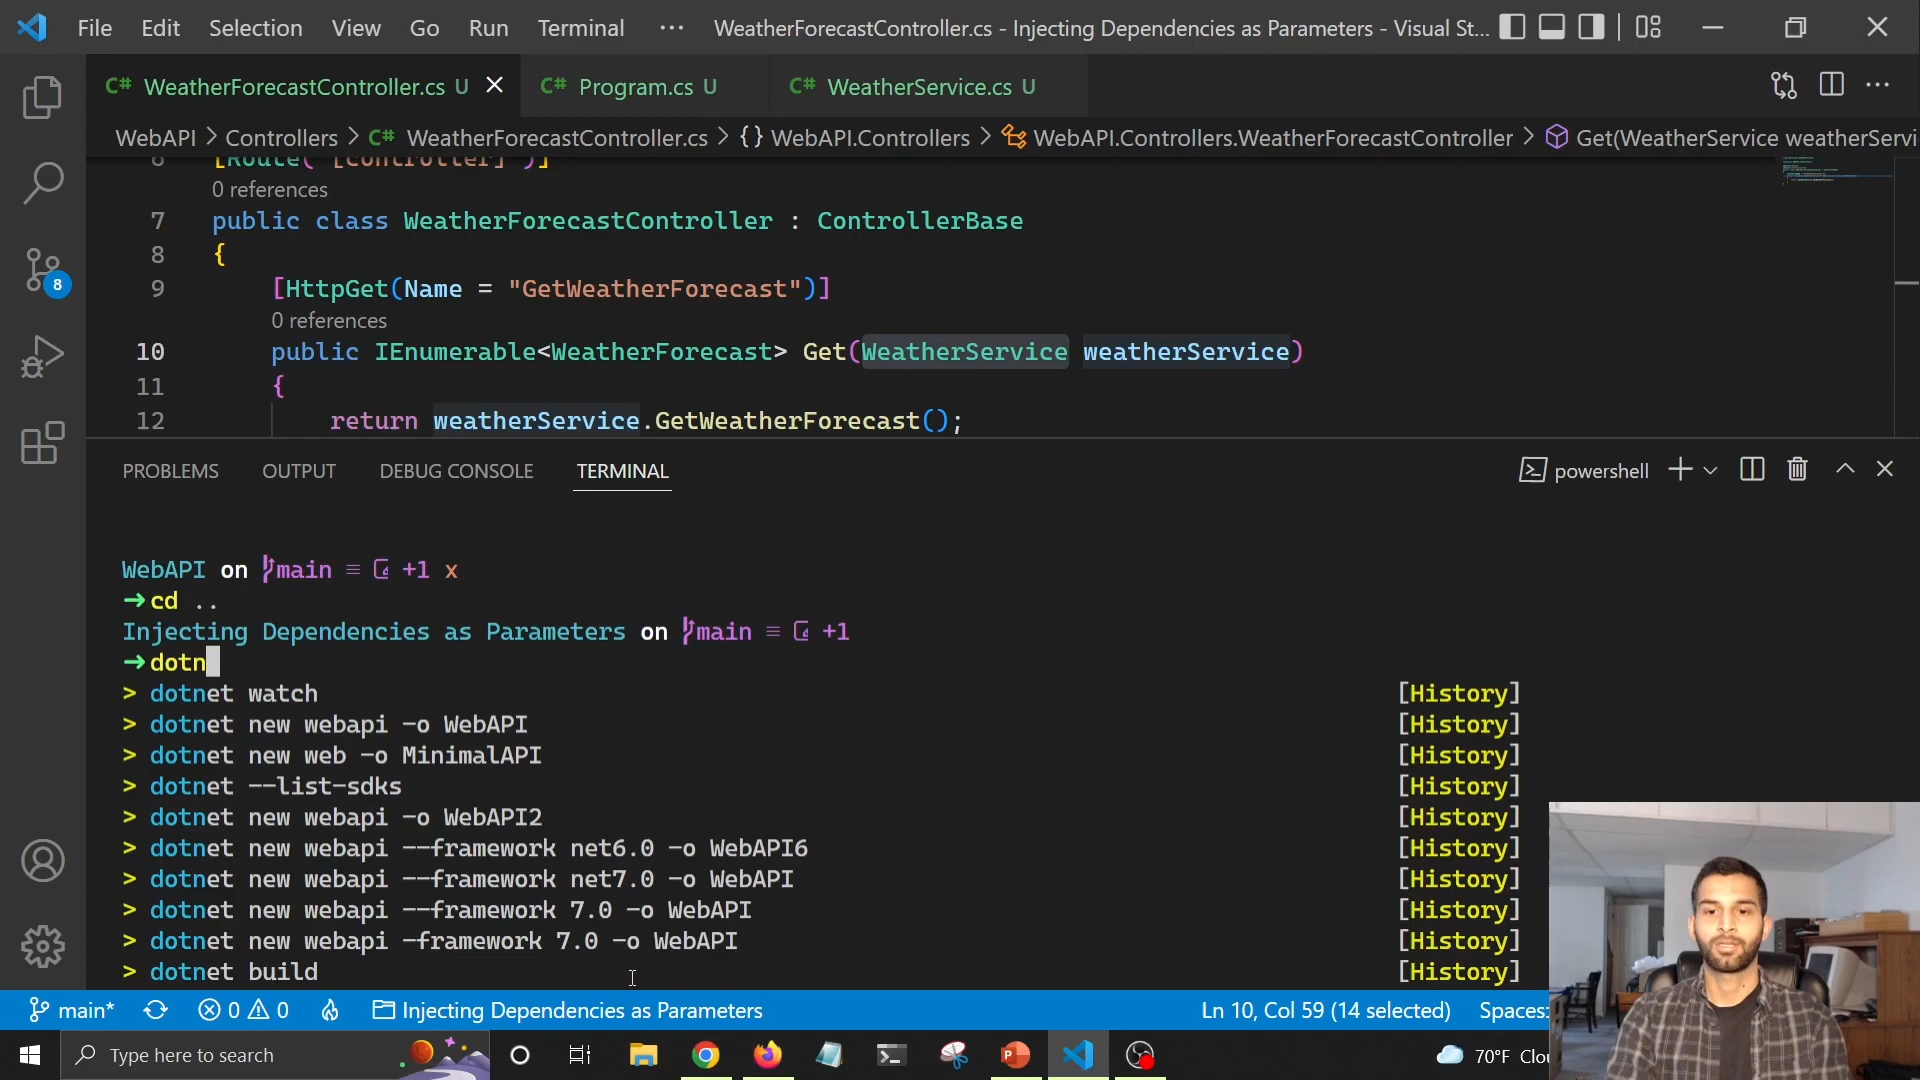 File Edit Selection View Go Run Terminal ··· WeatherForecastController.cs - Injecting Dependencies as Parameters - Visual St...
C# WeatherForecastController.cs U C# Program.cs U C# WeatherService.cs U ···
WebAPI > Controllers > C# WeatherForecastController.cs > {} WebAPI.Controllers > WebAPI.Controllers.WeatherForecastController > Get(WeatherService weatherServi
6 [Route("[controller]")]
0 references
7 public class WeatherForecastController : ControllerBase
8 {
9 [HttpGet(Name = "GetWeatherForecast")]
0 references
10 public IEnumerable<WeatherForecast> Get(WeatherService weatherService)
11 {
12 return weatherService.GetWeatherForecast();
8
PROBLEMS OUTPUT DEBUG CONSOLE TERMINAL powershell
WebAPI on main ≡ +1 x
→cd ..
Injecting Dependencies as Parameters on main ≡ +1
→dotn
> dotnet watch [History]
> dotnet new webapi -o WebAPI [History]
> dotnet new web -o MinimalAPI [History]
> dotnet --list-sdks [History]
> dotnet new webapi -o WebAPI2 [History]
> dotnet new webapi --framework net6.0 -o WebAPI6 [History]
> dotnet new webapi --framework net7.0 -o WebAPI [History]
> dotnet new webapi --framework 7.0 -o WebAPI [History]
> dotnet new webapi -framework 7.0 -o WebAPI [History]
> dotnet build [History]
main* 0 0 Injecting Dependencies as Parameters Ln 10, Col 59 (14 selected) Spaces:
Type here to search 70°F Clou